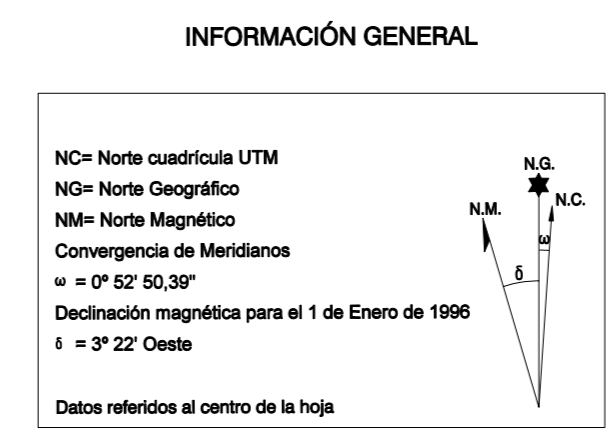 INFORMACIÓN GENERAL
NC= Norte cuadrícula UTM
NG= Norte Geográfico
NM= Norte Magnético
Convergencia de Meridianos
ω = 0º 52' 50,39"
Declinación magnética para el 1 de Enero de 1996
δ = 3º 22' Oeste
Datos referidos al centro de la hoja
N.G.
N.M.
N.C.
ω
δ